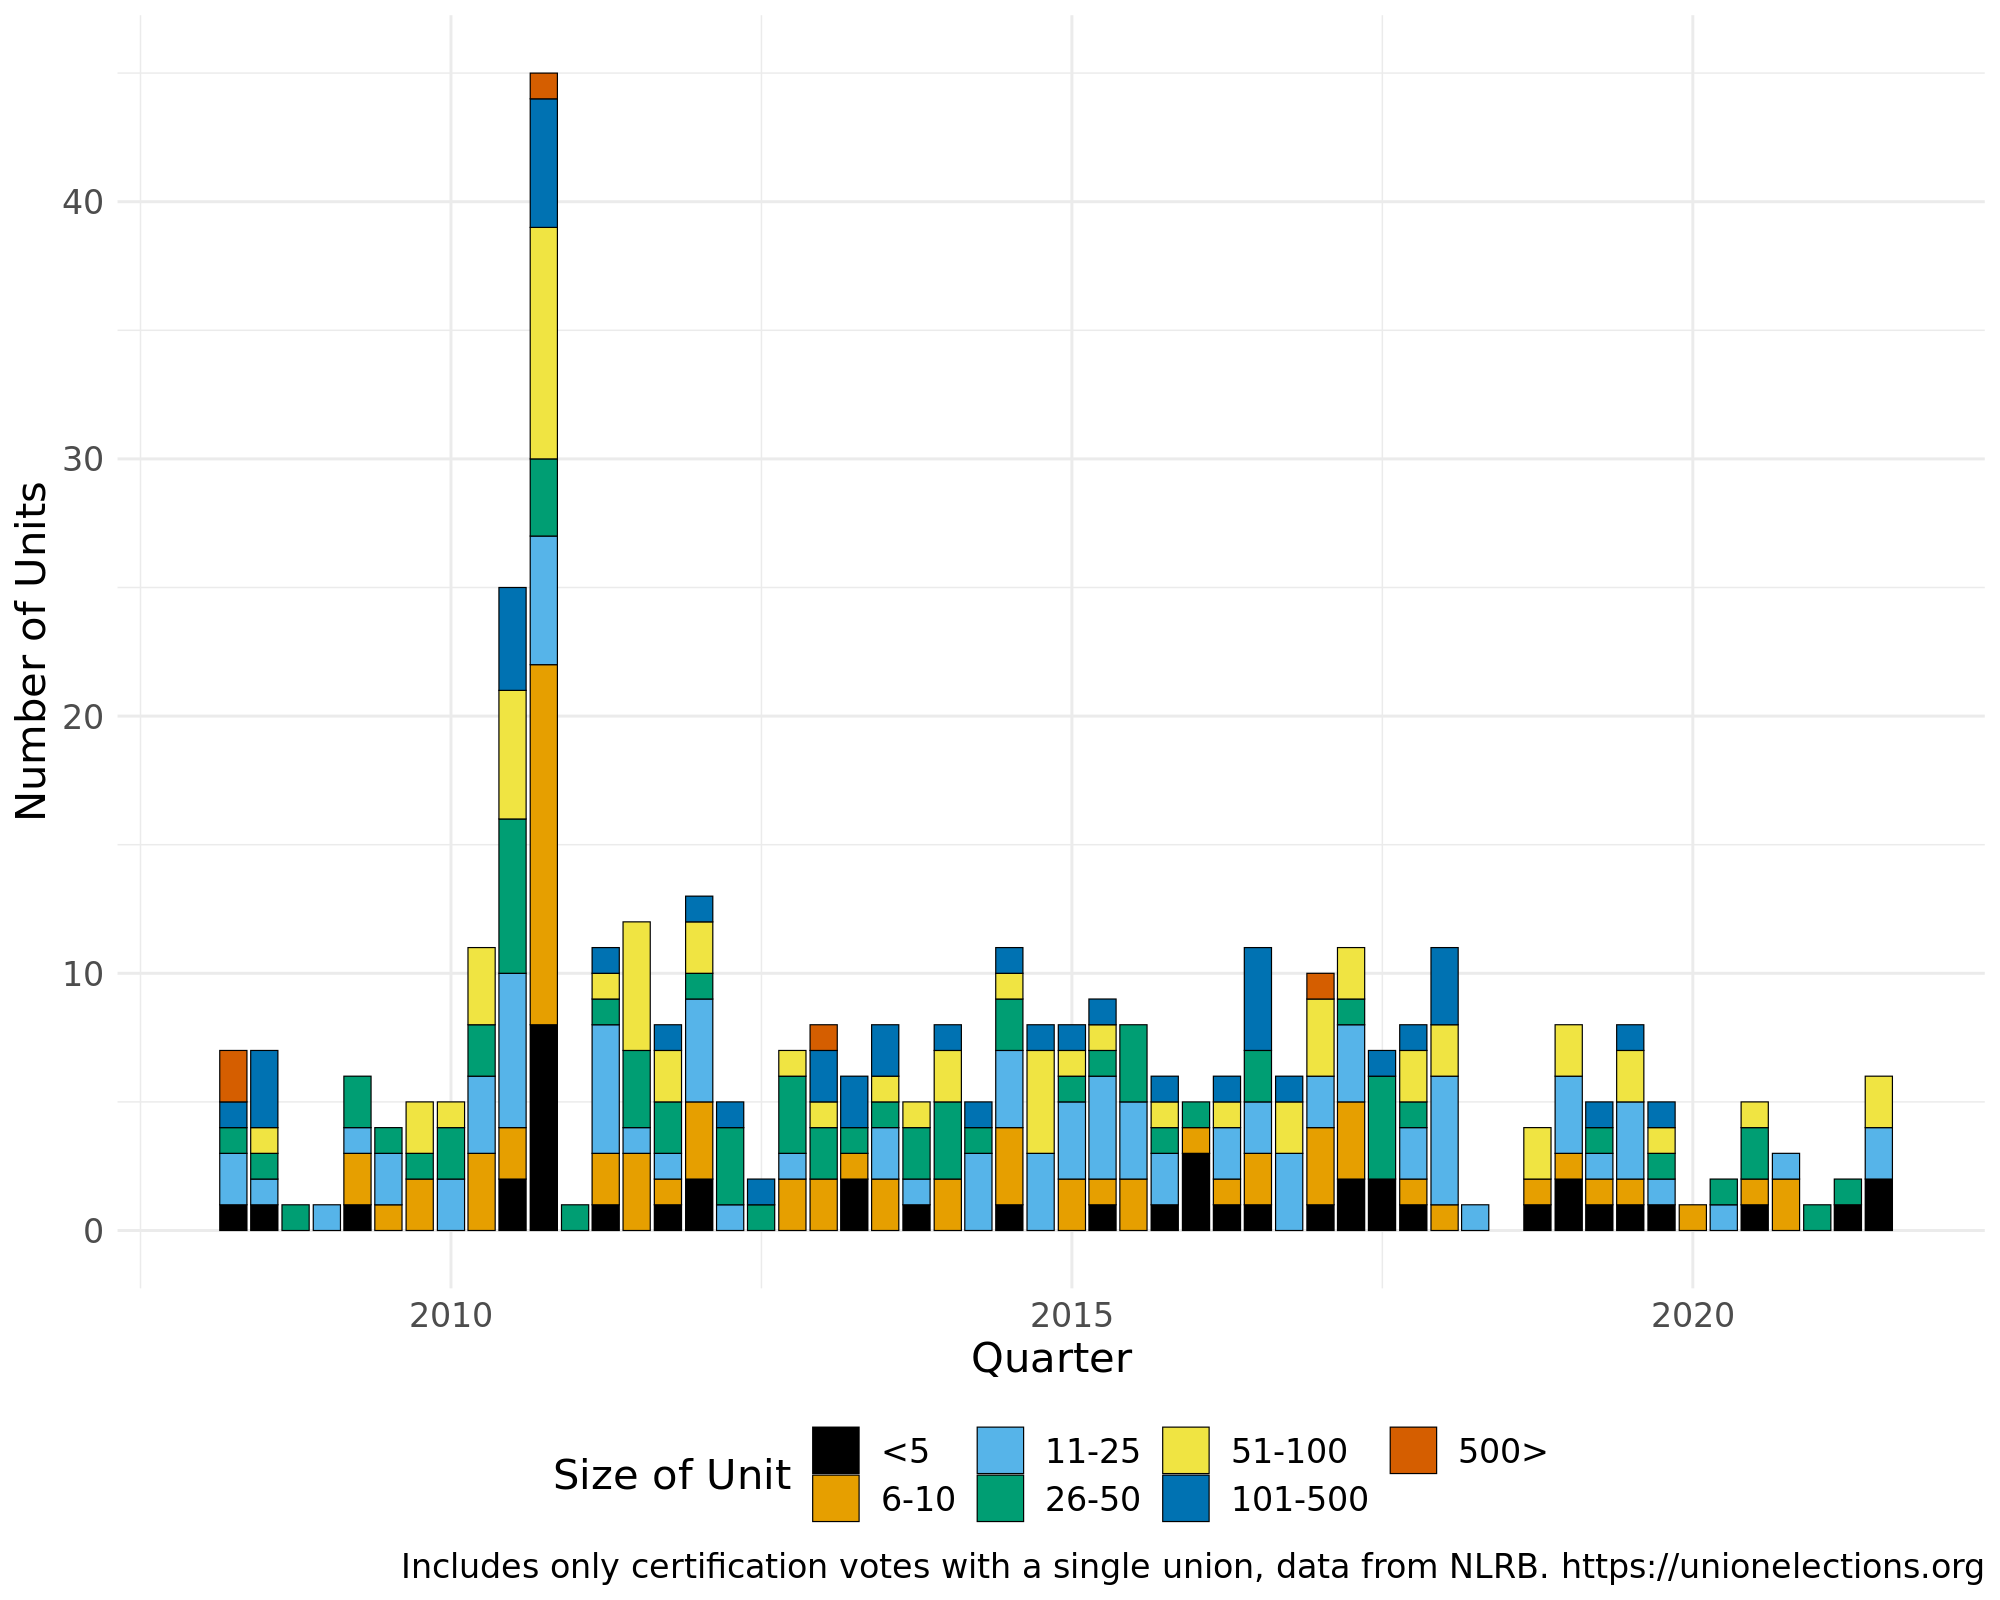 Number of Units
40
30
20
10
0
2010 2015 2020
Quarter
Size of Unit
<5 11-25 51-100 500>
6-10 26-50 101-500
Includes only certification votes with a single union, data from NLRB. https://unionelections.org